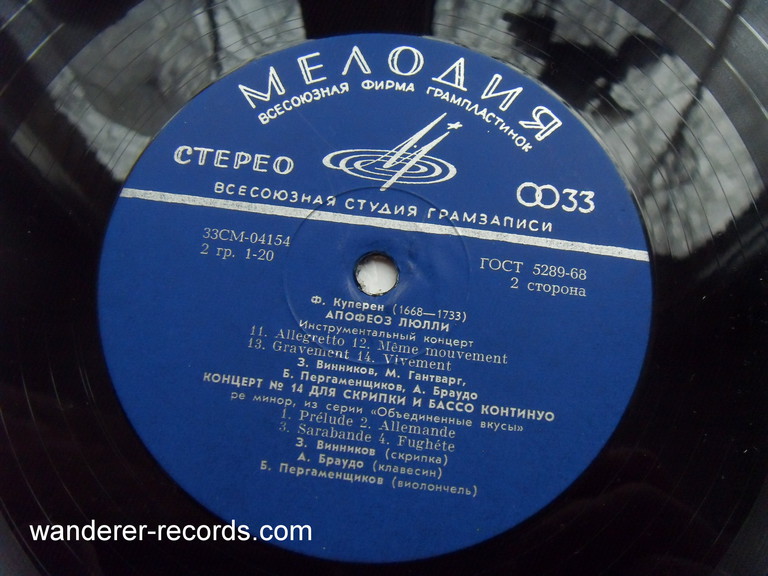 МЕЛОДИЯ
ВСЕСОЮЗНАЯ ФИРМА ГРАМПЛАСТИНОК
СТЕРЕО
33
ВСЕСОЮЗНАЯ СТУДИЯ ГРАМЗАПИСИ
33СМ-04154
2 гр. 1-20
ГОСТ 5289-68
2 сторона
Ф. Куперен (1668—1733)
АПОФЕОЗ ЛЮЛЛИ
Инструментальный концерт
11. Allegretto 12. Même mouvement
13. Gravement 14. Vivement
З. Винников, М. Гантварг,
Б. Пергаменщиков, А. Браудо
КОНЦЕРТ № 14 ДЛЯ СКРИПКИ И БАССО КОНТИНУО
ре минор, из серии «Объединенные вкусы»
1. Prélude 2. Allemande
3. Sarabande 4. Fughéte
З. Винников (скрипка)
А. Браудо (клавесин)
Б. Пергаменщиков (виолончель)
wanderer-records.com